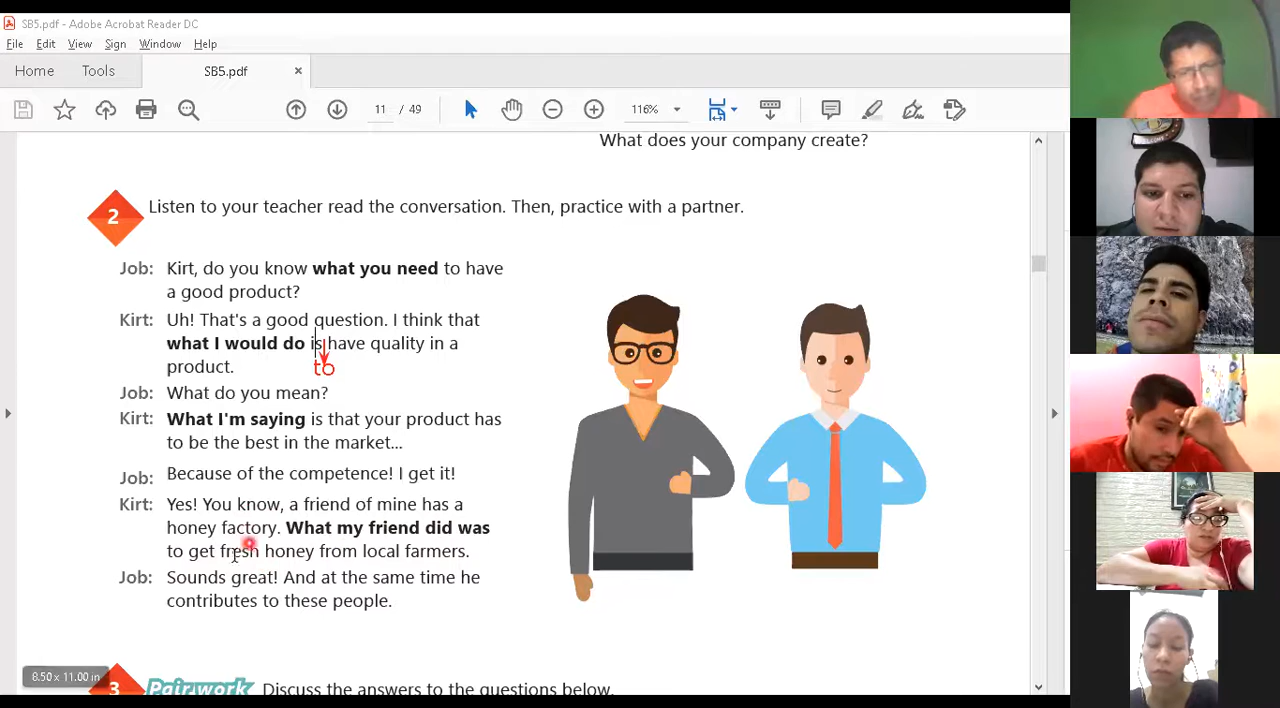 SB5.pdf - Adobe Acrobat Reader DC
File Edit View Sign Window Help
Home Tools SB5.pdf ×
11 / 49 116%
What does your company create?
2 Listen to your teacher read the conversation. Then, practice with a partner.
Job: Kirt, do you know what you need to have
a good product?
Kirt: Uh! That's a good question. I think that
what I would do is have quality in a
to
product.
Job: What do you mean?
Kirt: What I'm saying is that your product has
to be the best in the market...
Job: Because of the competence! I get it!
Kirt: Yes! You know, a friend of mine has a
honey factory. What my friend did was
to get fresh honey from local farmers.
Job: Sounds great! And at the same time he
contributes to these people.
8.50 x 11.00 in
3 Pair work Discuss the answers to the questions below.